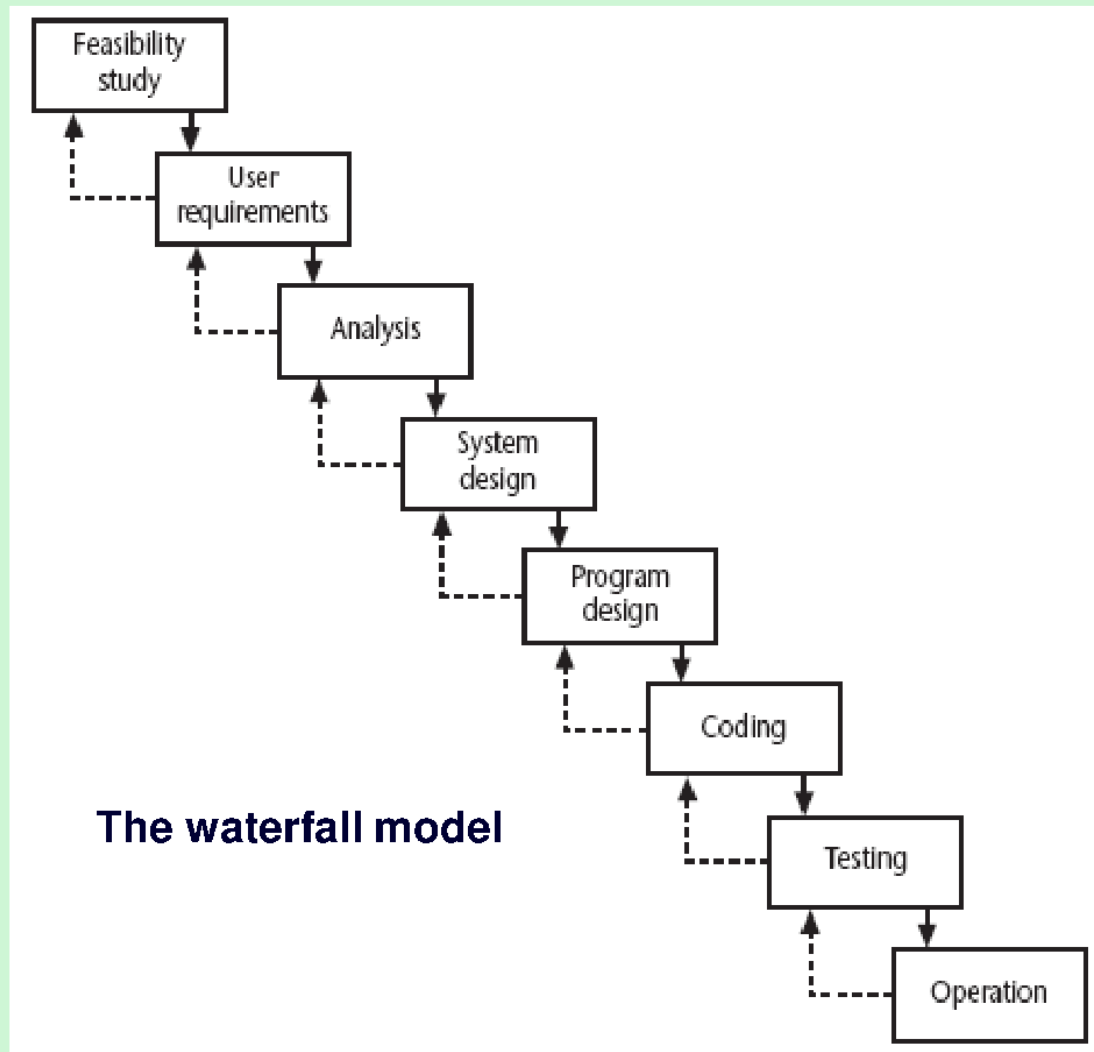 Feasibility
study
User
requirements
Analysis
System
design
Program
design
Coding
The waterfall model
Testing
Operation